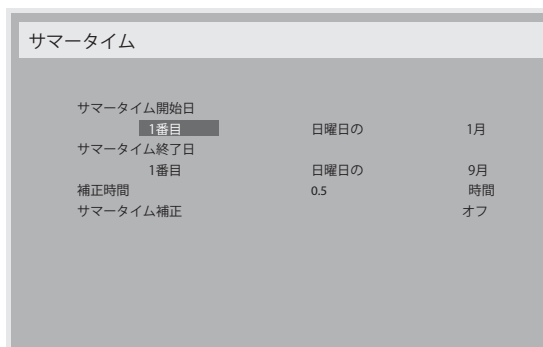 サマータイム
サマータイム開始日
1番目 日曜日の 1月
サマータイム終了日
1番目 日曜日の 9月
補正時間 0.5 時間
サマータイム補正 オフ